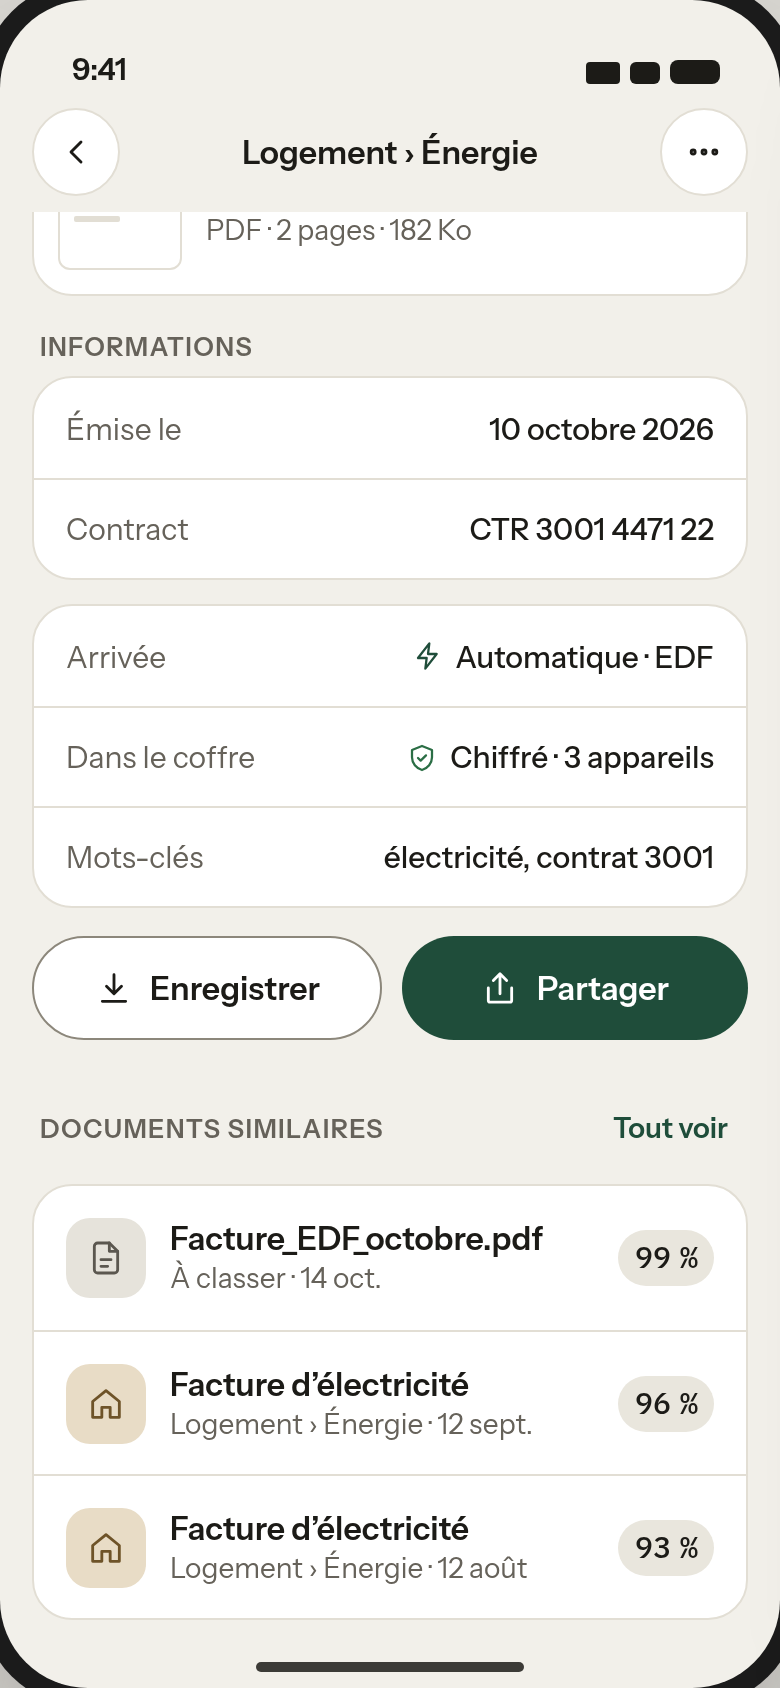 9:41
Logement › Énergie
PDF · 2 pages · 182 Ko
INFORMATIONS
Émise le 10 octobre 2026
Contract CTR 3001 4471 22
Arrivée Automatique · EDF
Dans le coffre Chiffré · 3 appareils
Mots-clés électricité, contrat 3001
Enregistrer Partager
DOCUMENTS SIMILAIRES Tout voir
Facture_EDF_octobre.pdf 99 %
À classer · 14 oct.
Facture d’électricité 96 %
Logement › Énergie · 12 sept.
Facture d’électricité 93 %
Logement › Énergie · 12 août